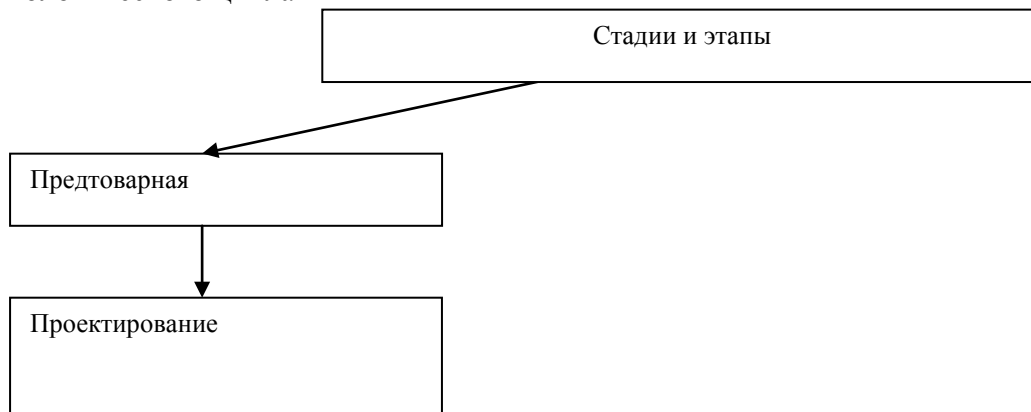 Стадии и этапы
Предтоварная
Проектирование